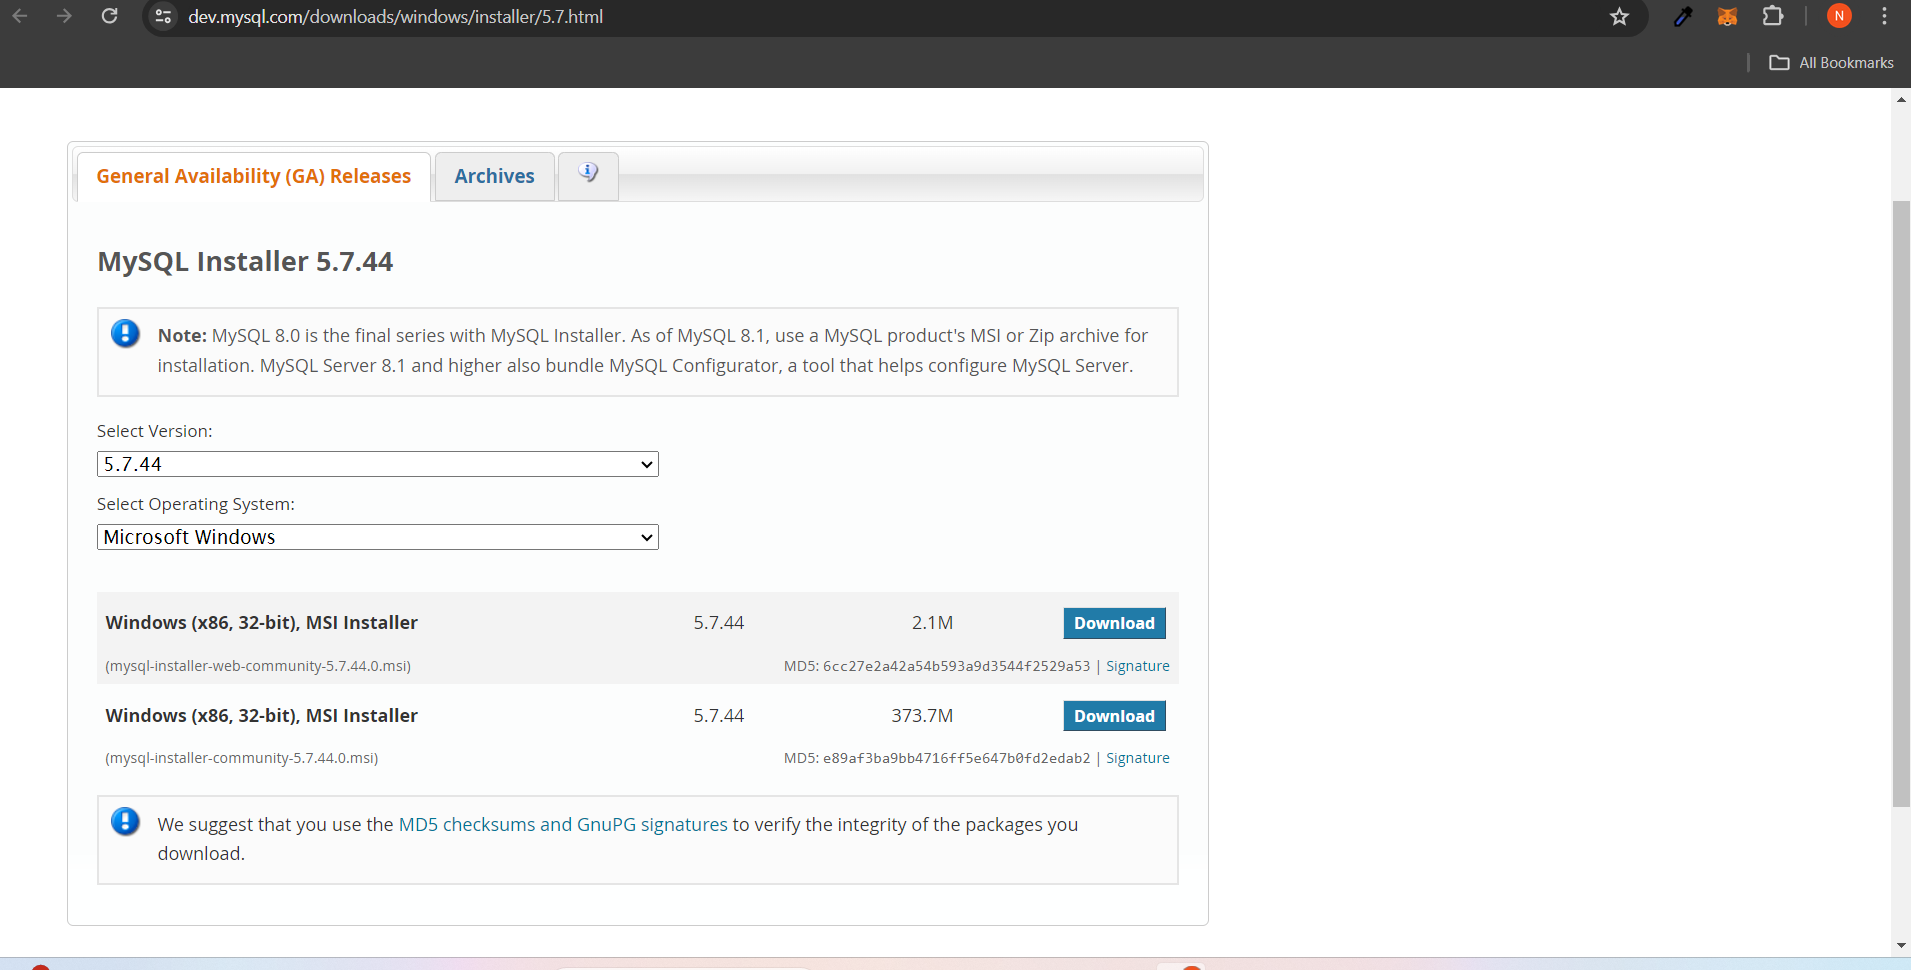 dev.mysql.com/downloads/windows/installer/5.7.html
N
All Bookmarks
General Availability (GA) Releases
Archives
MySQL Installer 5.7.44
Note: MySQL 8.0 is the final series with MySQL Installer. As of MySQL 8.1, use a MySQL product's MSI or Zip archive for
installation. MySQL Server 8.1 and higher also bundle MySQL Configurator, a tool that helps configure MySQL Server.
Select Version:
5.7.44
Select Operating System:
Microsoft Windows
Windows (x86, 32-bit), MSI Installer 5.7.44 2.1M Download
(mysql-installer-web-community-5.7.44.0.msi) MD5: 6cc27e2a42a54b593a9d3544f2529a53 | Signature
Windows (x86, 32-bit), MSI Installer 5.7.44 373.7M Download
(mysql-installer-community-5.7.44.0.msi) MD5: e89af3ba9bb4716ff5e647b0fd2edab2 | Signature
We suggest that you use the MD5 checksums and GnuPG signatures to verify the integrity of the packages you
download.